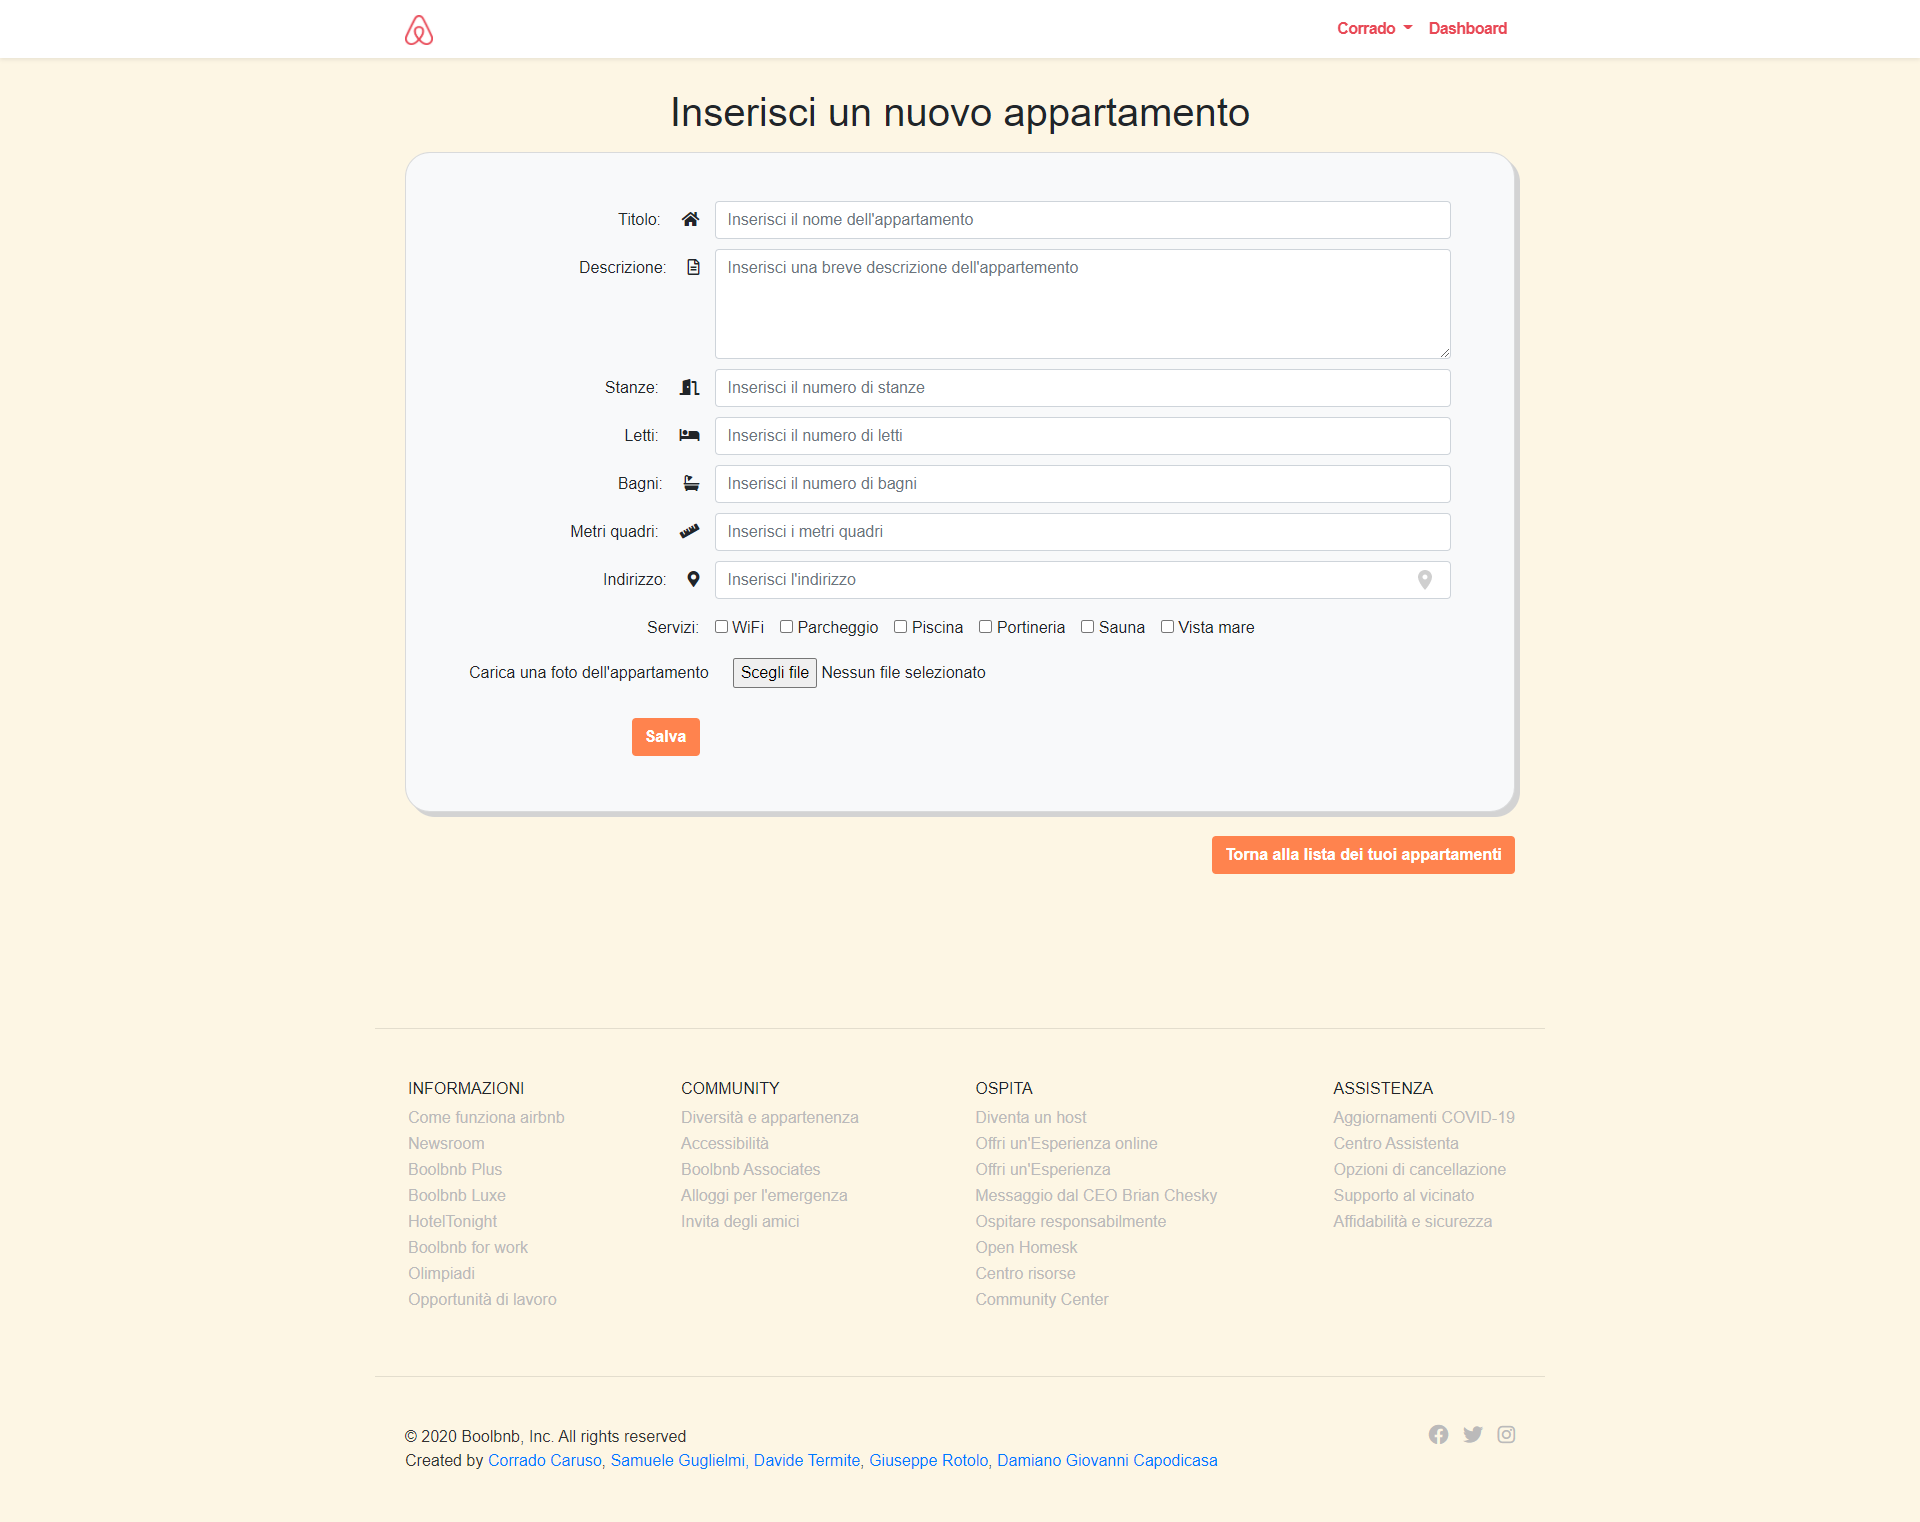 Corrado Dashboard
Inserisci un nuovo appartamento
Titolo: Inserisci il nome dell'appartamento
Descrizione: Inserisci una breve descrizione dell'appartemento
Stanze: Inserisci il numero di stanze
Letti: Inserisci il numero di letti
Bagni: Inserisci il numero di bagni
Metri quadri: Inserisci i metri quadri
Indirizzo: Inserisci l'indirizzo
Servizi: WiFi Parcheggio Piscina Portineria Sauna Vista mare
Carica una foto dell'appartamento Scegli file Nessun file selezionato
Salva
Torna alla lista dei tuoi appartamenti
INFORMAZIONI
Come funziona airbnb
Newsroom
Boolbnb Plus
Boolbnb Luxe
HotelTonight
Boolbnb for work
Olimpiadi
Opportunità di lavoro
COMMUNITY
Diversità e appartenenza
Accessibilità
Boolbnb Associates
Alloggi per l'emergenza
Invita degli amici
OSPITA
Diventa un host
Offri un'Esperienza online
Offri un'Esperienza
Messaggio dal CEO Brian Chesky
Ospitare responsabilmente
Open Homesk
Centro risorse
Community Center
ASSISTENZA
Aggiornamenti COVID-19
Centro Assistenta
Opzioni di cancellazione
Supporto al vicinato
Affidabilità e sicurezza
© 2020 Boolbnb, Inc. All rights reserved
Created by Corrado Caruso, Samuele Guglielmi, Davide Termite, Giuseppe Rotolo, Damiano Giovanni Capodicasa